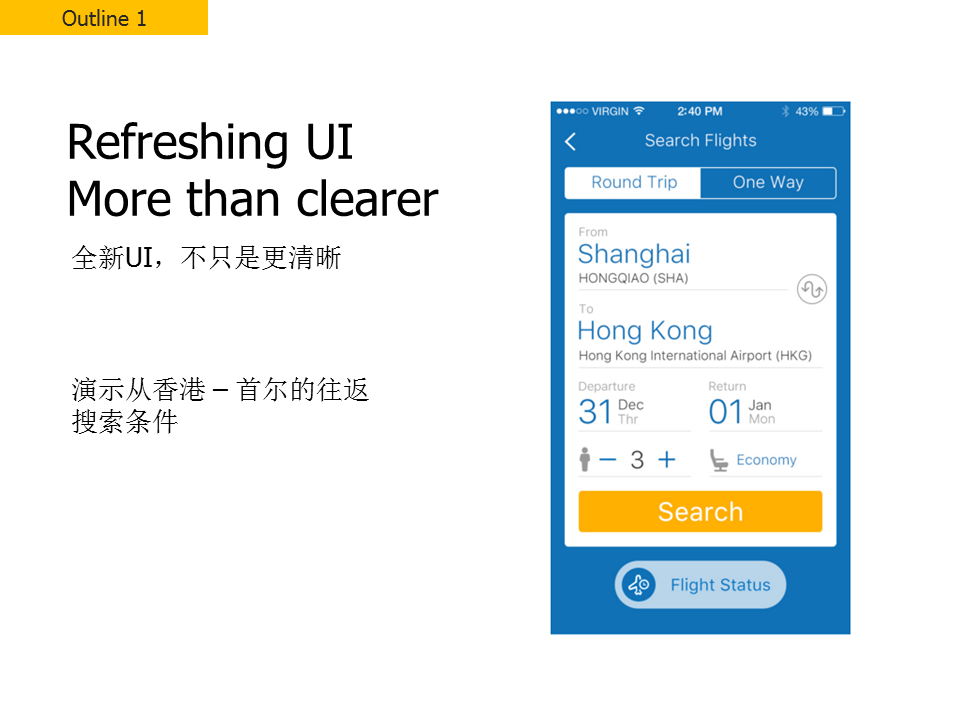 Outline 1
Refreshing UI
More than clearer
全新UI，不只是更清晰
演示从香港 – 首尔的往返
搜索条件
VIRGIN 2:40 PM 43%
Search Flights
Round Trip One Way
From
Shanghai
HONGQIAO (SHA)
To
Hong Kong
Hong Kong International Airport (HKG)
Departure Return
31 Dec Thr 01 Jan Mon
3 Economy
Search
Flight Status